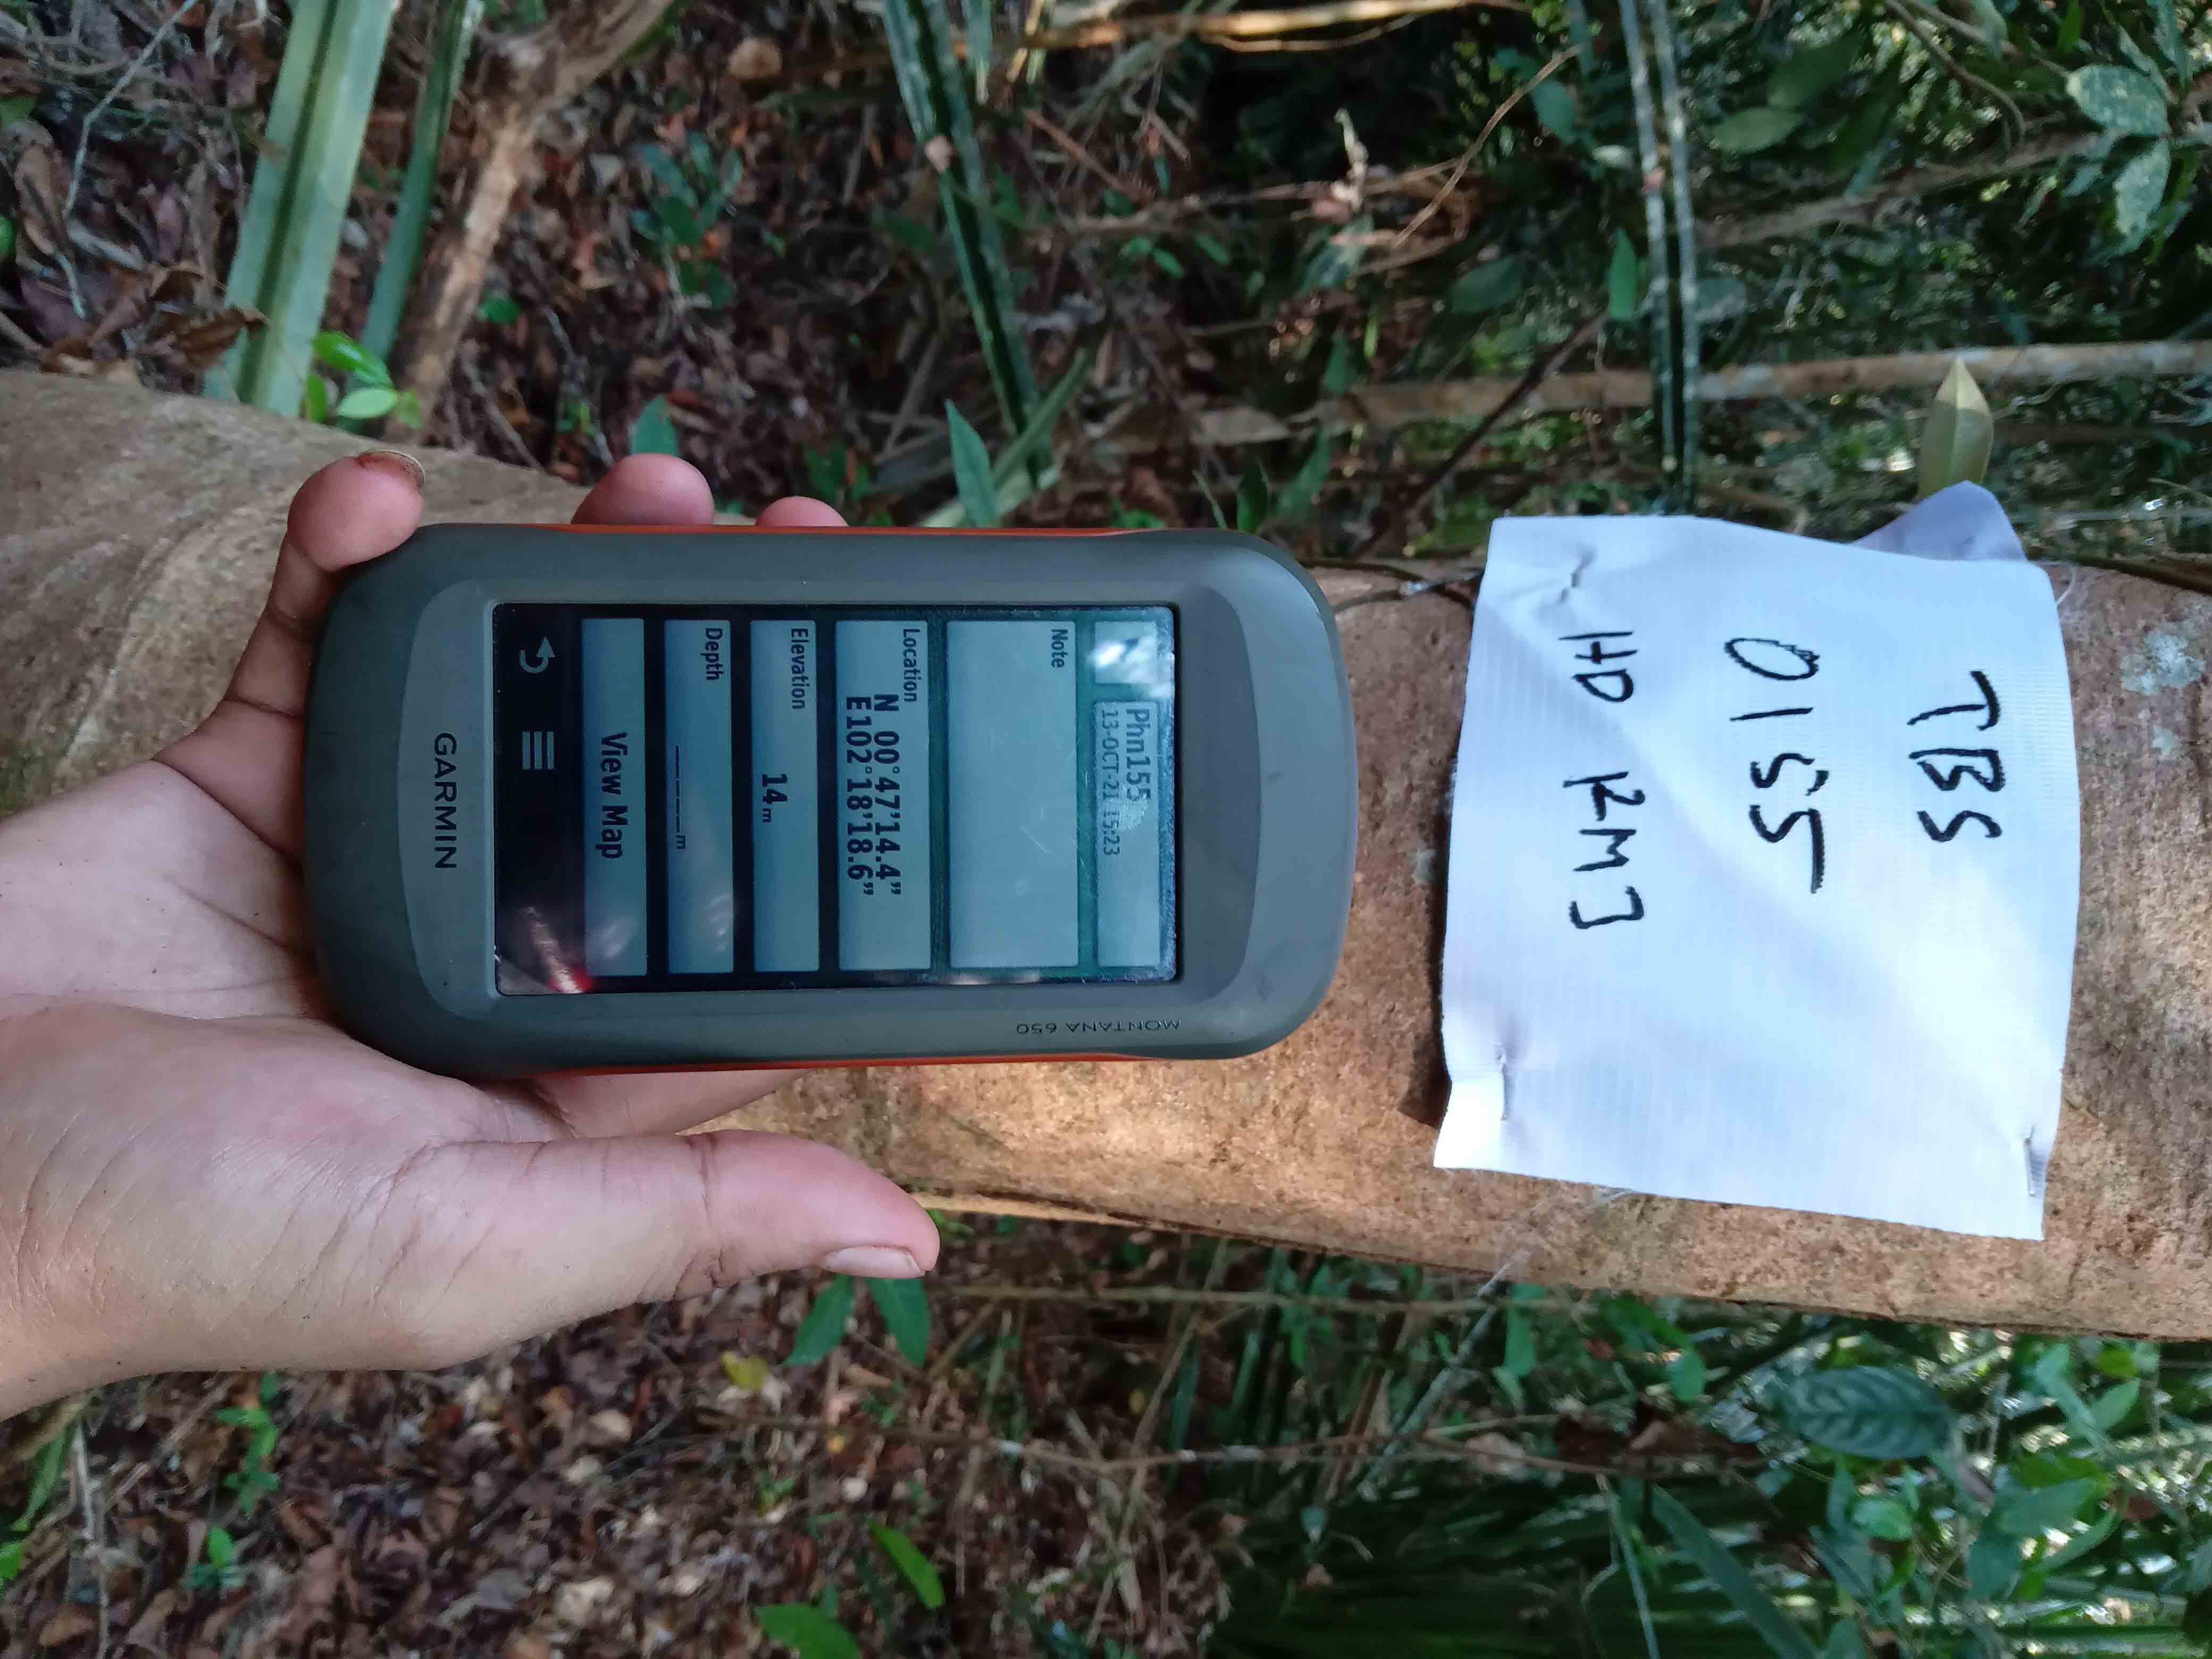 TBS
0155
HD RMJ
MONTANA 650
Phn155
13-OCT-21 15:23
Note
Location
N 00°47'14.4"
E102°18'18.6"
Elevation
14m
Depth
_____m
View Map
GARMIN